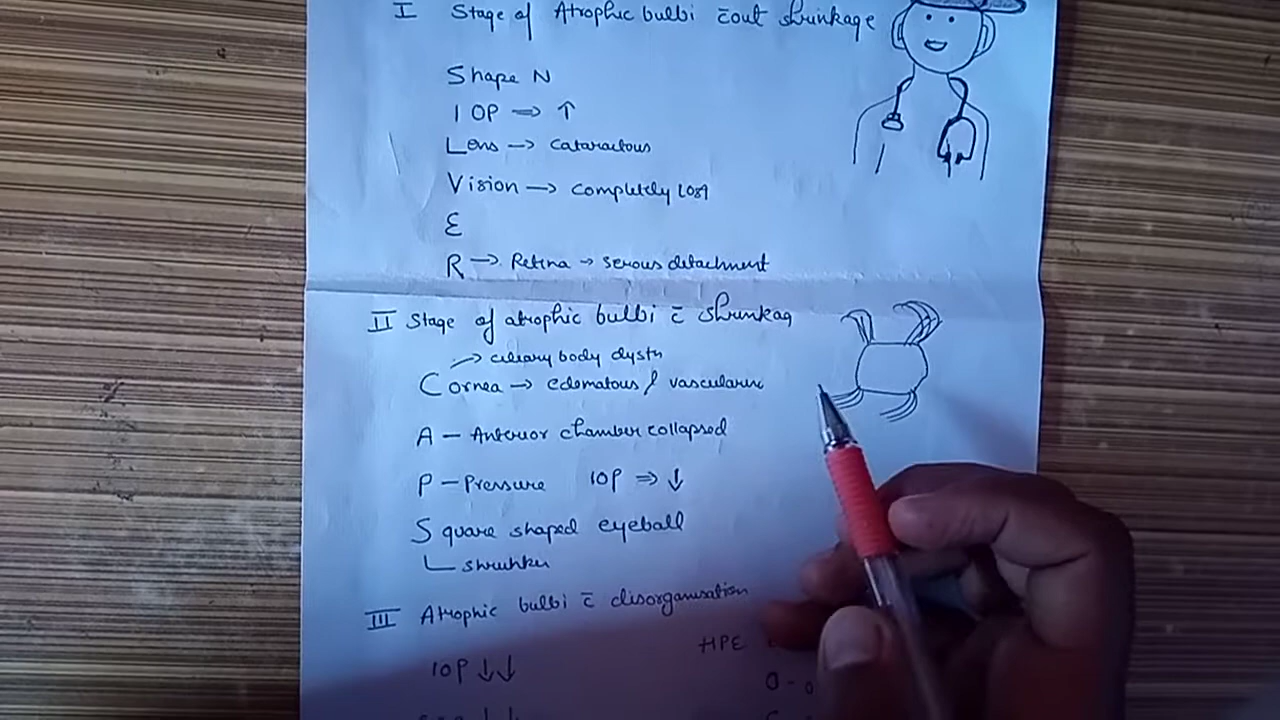 I Stage of Atrophic bulbi c̄out shrinkage
Shape N
IOP ⇒ ↑
Lens → cataractous
Vision → completely lost
ε
R → Retina → serous detachment
II Stage of atrophic bulbi c̄ shrinkag
→ ciliary body dystr
Cornea → edematous & vascularise
A - Anterior chamber collapsed
P - Pressure IOP ⇒ ↓
Square shaped eyeball
shrunken
III Atrophic bulbi c̄ disorganisation
IOP ↓↓
HPE
O - o